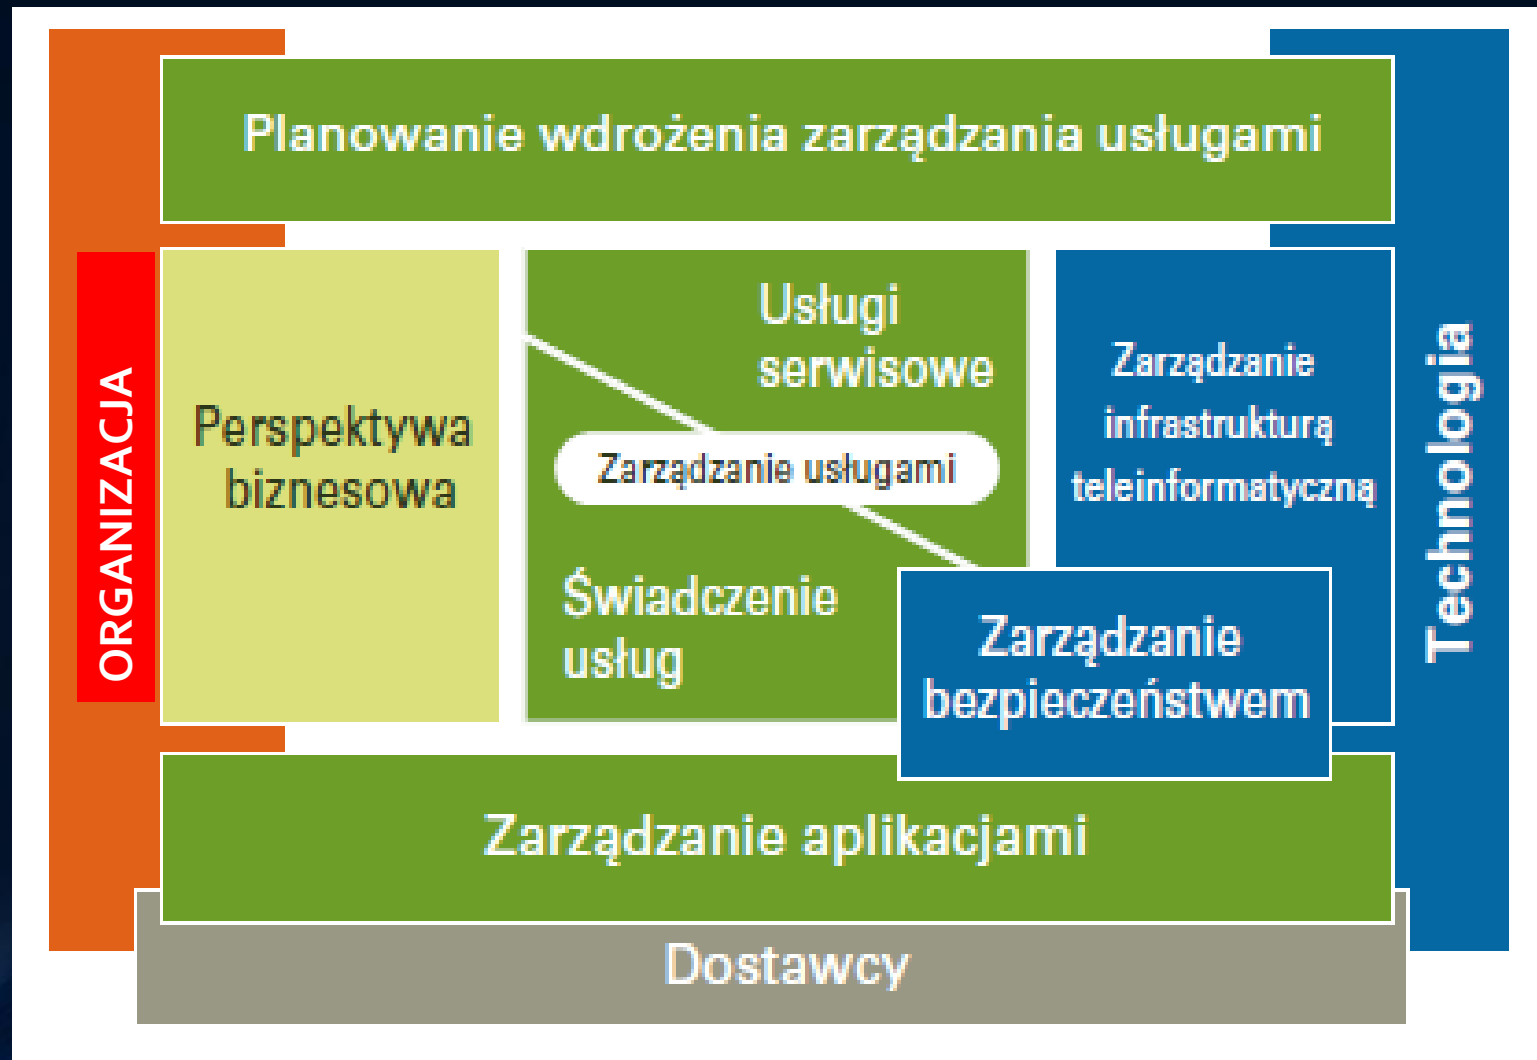 Planowanie wdrożenia zarządzania usługami
ORGANIZACJA
Perspektywa
biznesowa
Usługi
serwisowe
Zarządzanie usługami
Świadczenie
usług
Zarządzanie
infrastrukturą
teleinformatyczną
Zarządzanie
bezpieczeństwem
Technologia
Zarządzanie aplikacjami
Dostawcy